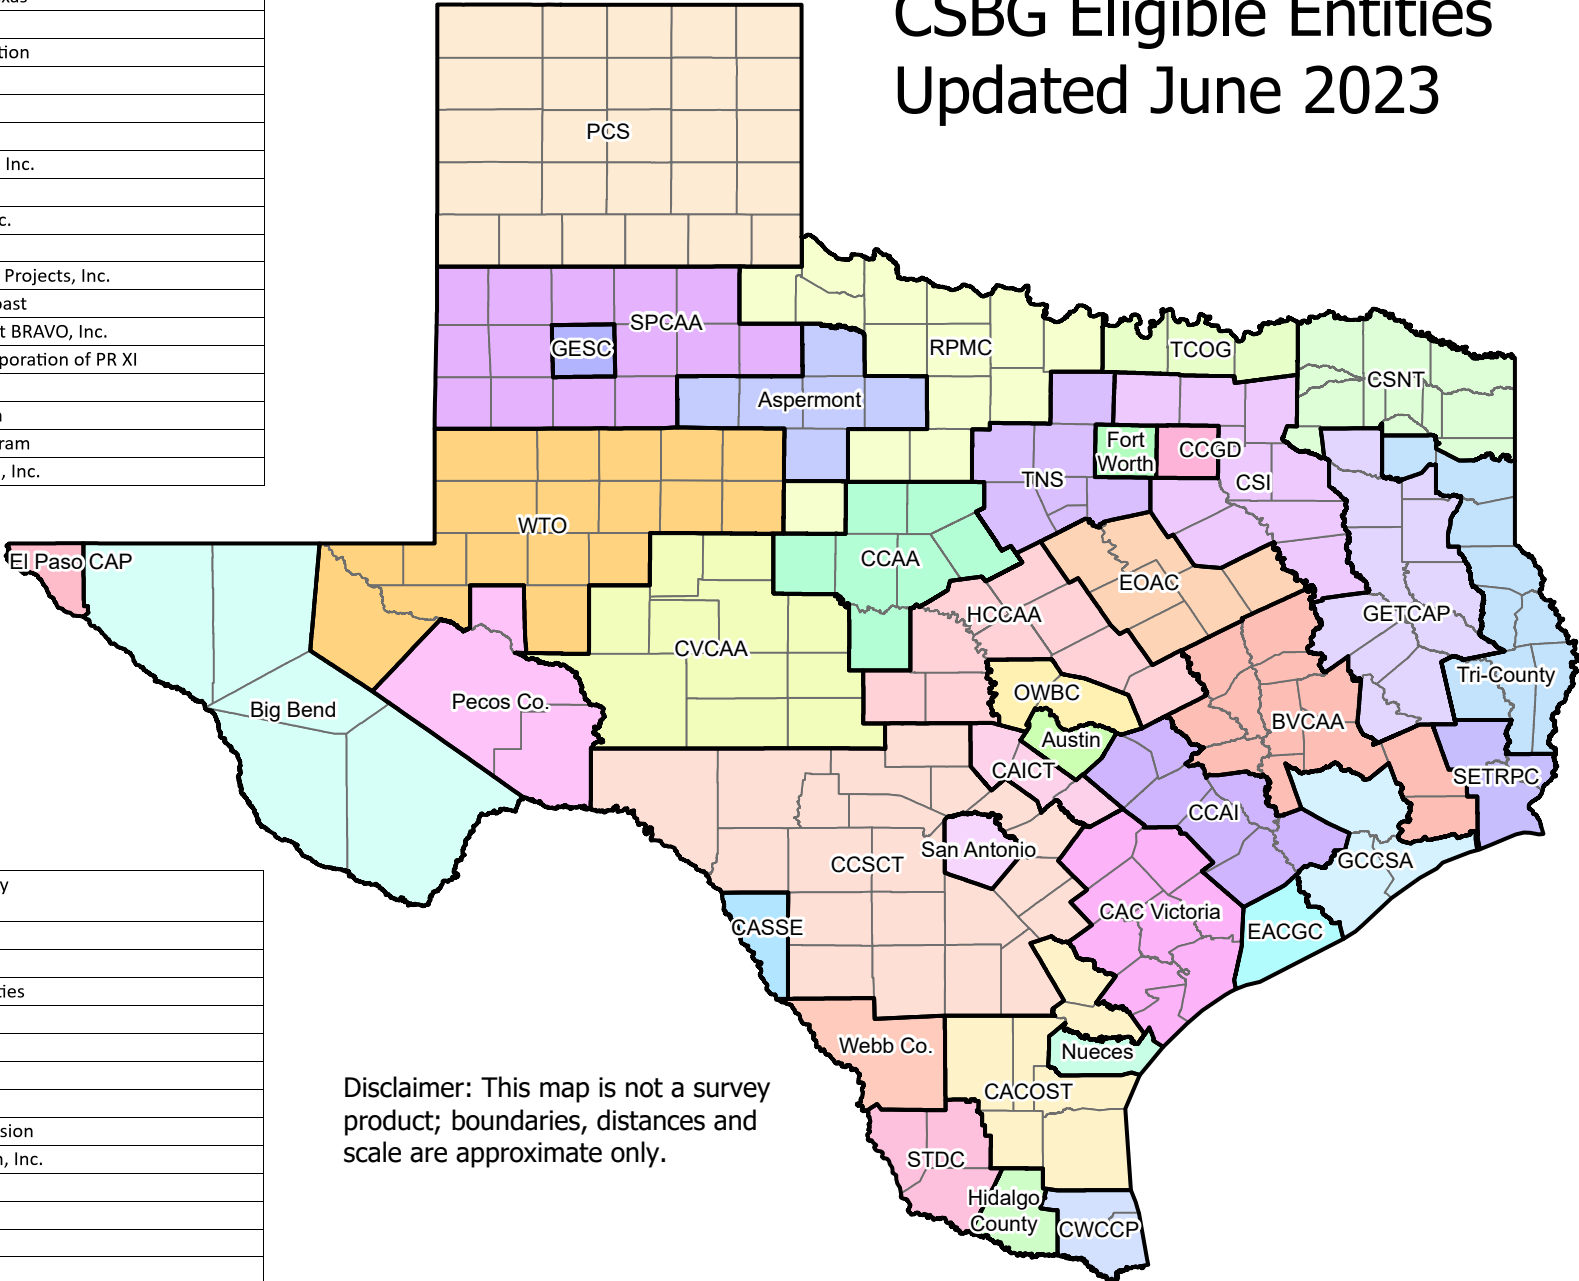 CSBG Eligible Entities
Updated June 2023
tion
Inc.
c.
Projects, Inc.
oast
t BRAVO, Inc.
poration of PR XI
n
ram
, Inc.
PCS
SPCAA
GESC
Aspermont
RPMC
TCOG
CSNT
Fort
Worth
CCGD
TNS
CSI
WTO
El Paso CAP
CCAA
EOAC
HCCAA
GETCAP
CVCAA
Tri-County
Pecos Co.
OWBC
Big Bend
BVCAA
Austin
CAICT
SETRPC
CCAI
San Antonio
CCSCT
GCCSA
CAC Victoria
CASSE
EACGC
Webb Co.
Nueces
CACOST
STDC
Hidalgo
County
CWCCP
y
ties
sion
n, Inc.
Disclaimer: This map is not a survey
product; boundaries, distances and
scale are approximate only.